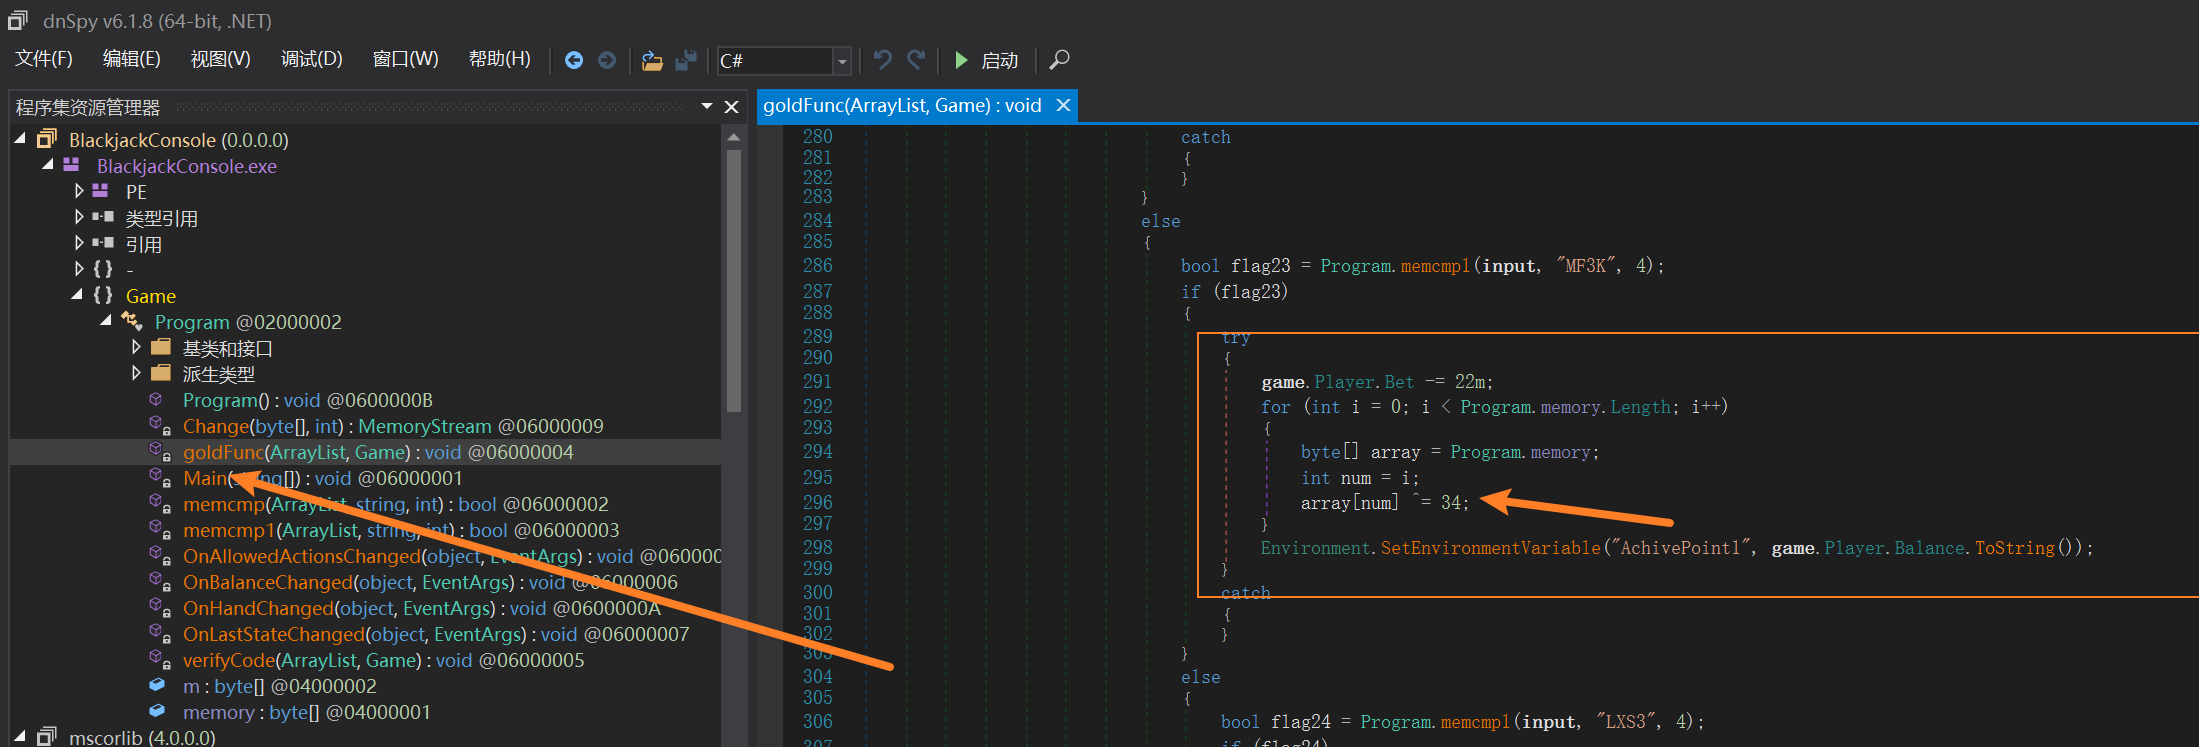 dnSpy v6.1.8 (64-bit, .NET)
文件(F) 编辑(E) 视图(V) 调试(D) 窗口(W) 帮助(H) C# 启动
程序集资源管理器
BlackjackConsole (0.0.0.0)
BlackjackConsole.exe
PE
类型引用
引用
{ } -
{ } Game
Program @02000002
基类和接口
派生类型
Program() : void @0600000B
Change(byte[], int) : MemoryStream @06000009
goldFunc(ArrayList, Game) : void @06000004
Main(string[]) : void @06000001
memcmp(ArrayList, string, int) : bool @06000002
memcmp1(ArrayList, string, int) : bool @06000003
OnAllowedActionsChanged(object, EventArgs) : void @060000
OnBalanceChanged(object, EventArgs) : void @06000006
OnHandChanged(object, EventArgs) : void @0600000A
OnLastStateChanged(object, EventArgs) : void @06000007
verifyCode(ArrayList, Game) : void @06000005
m : byte[] @04000002
memory : byte[] @04000001
mscorlib (4.0.0.0)
goldFunc(ArrayList, Game) : void
280 catch
281 {
282 }
283 }
284 else
285 {
286 bool flag23 = Program.memcmp1(input, "MF3K", 4);
287 if (flag23)
288 {
289 try
290 {
291 game.Player.Bet -= 22m;
292 for (int i = 0; i < Program.memory.Length; i++)
293 {
294 byte[] array = Program.memory;
295 int num = i;
296 array[num] ^= 34;
297 }
298 Environment.SetEnvironmentVariable("AchivePoint1", game.Player.Balance.ToString());
299 }
300 catch
301 {
302 }
303 }
304 else
305 {
306 bool flag24 = Program.memcmp1(input, "LXS3", 4);
307 if (flag24)